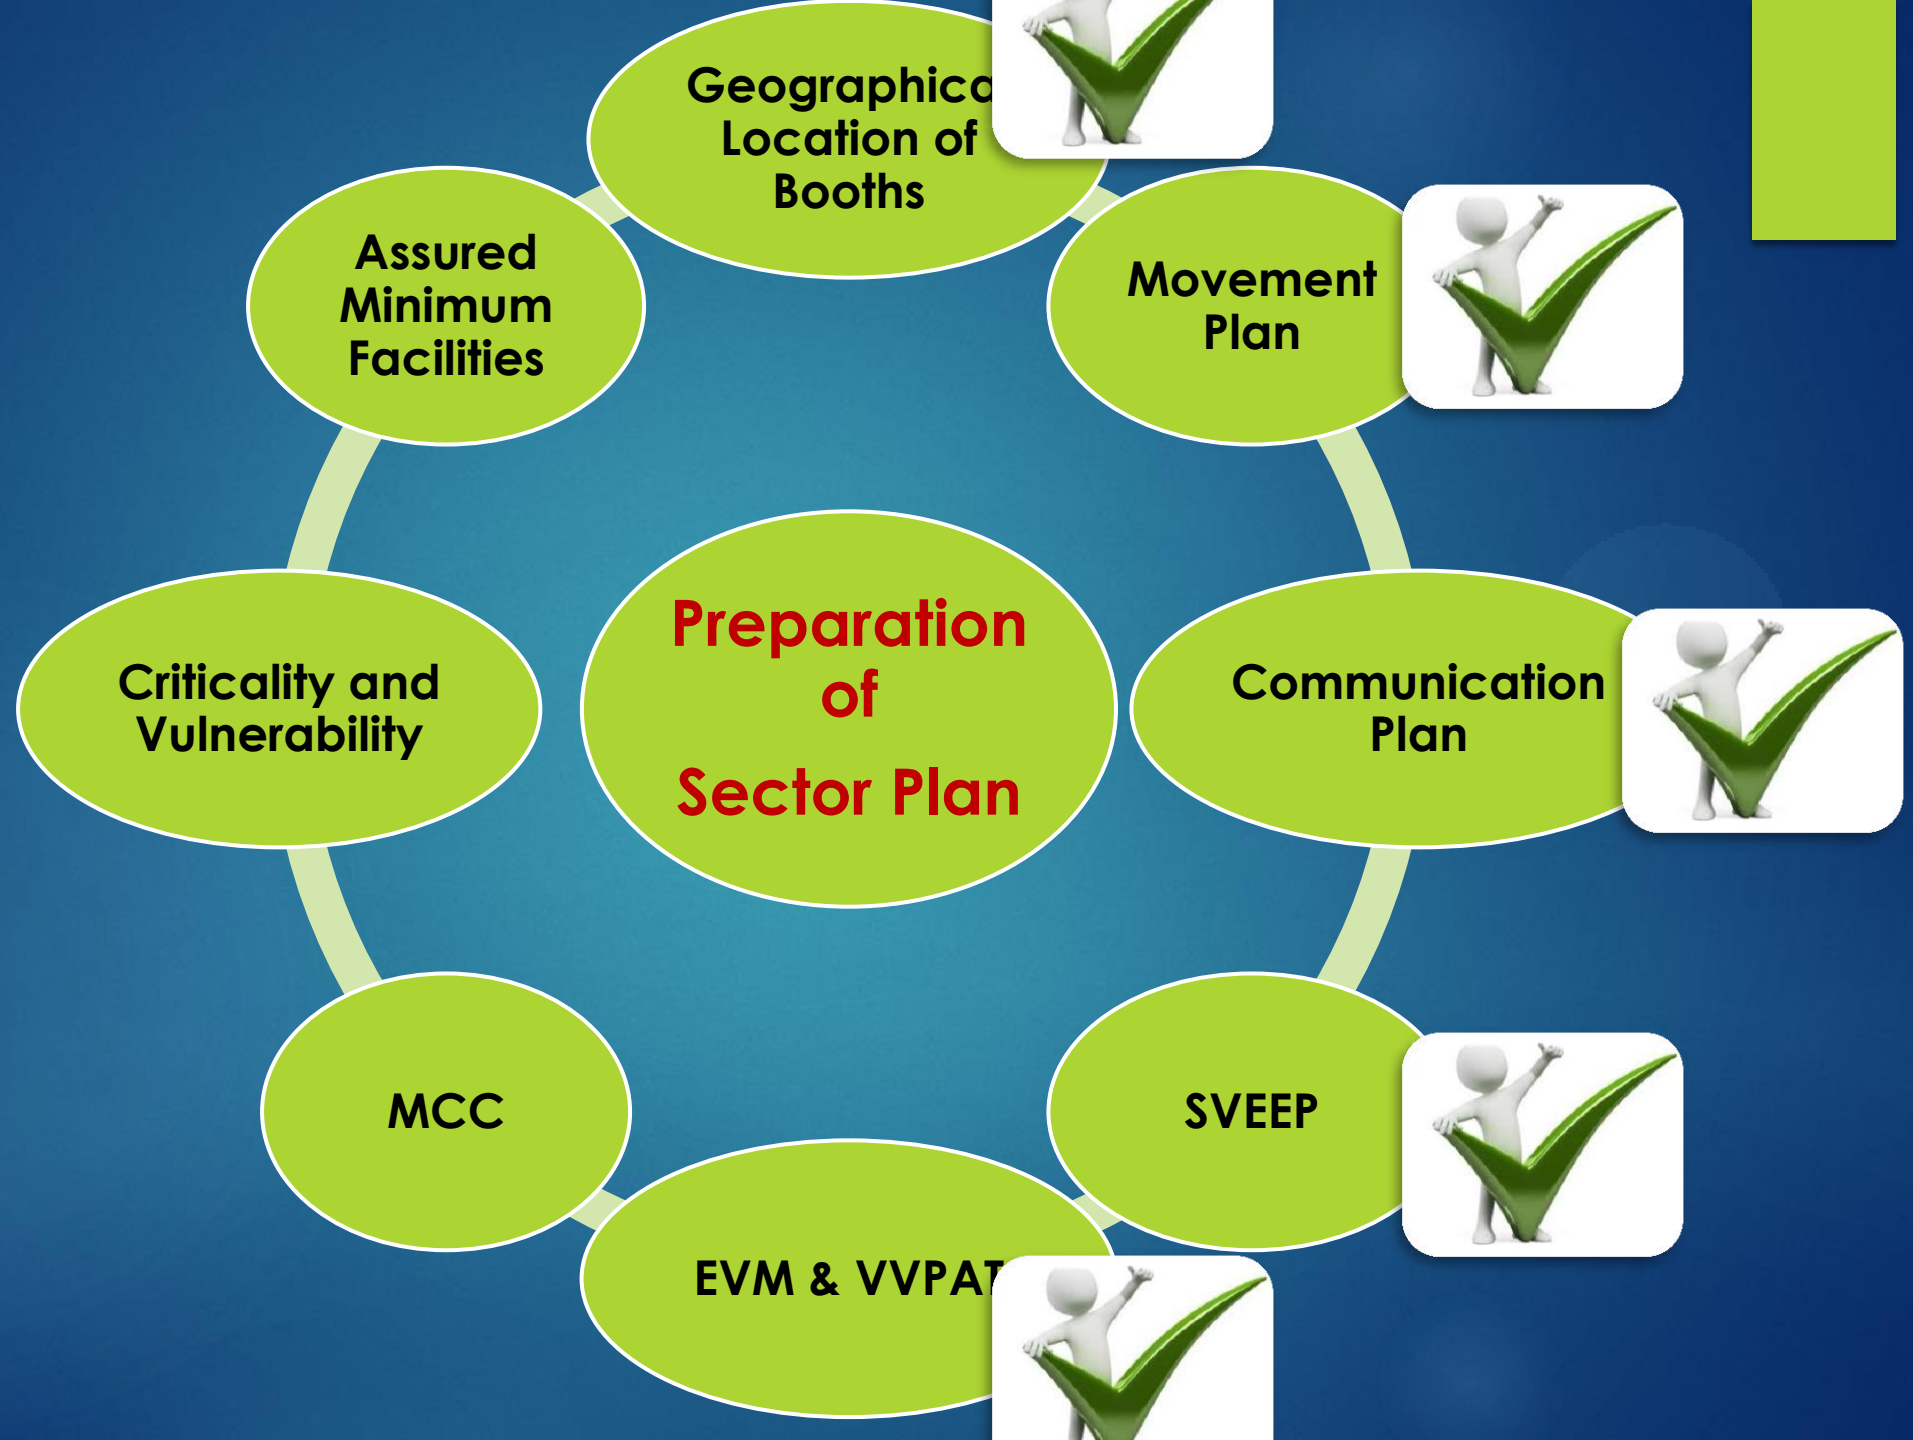 Geographical
Location of
Booths
Movement
Plan
Communication
Plan
SVEEP
EVM & VVPAT
MCC
Criticality and
Vulnerability
Assured
Minimum
Facilities
Preparation
of
Sector Plan